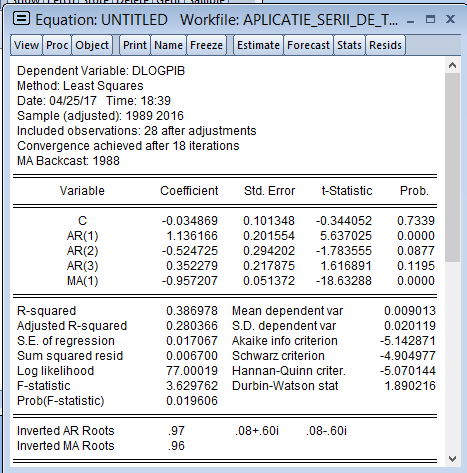 Equation: UNTITLED Workfile: APLICATIE_SERII_DE_T...
View Proc Object Print Name Freeze Estimate Forecast Stats Resids
Dependent Variable: DLOGPIB
Method: Least Squares
Date: 04/25/17 Time: 18:39
Sample (adjusted): 1989 2016
Included observations: 28 after adjustments
Convergence achieved after 18 iterations
MA Backcast: 1988
Variable Coefficient Std. Error t-Statistic Prob.
C -0.034869 0.101348 -0.344052 0.7339
AR(1) 1.136166 0.201554 5.637025 0.0000
AR(2) -0.524725 0.294202 -1.783555 0.0877
AR(3) 0.352279 0.217875 1.616891 0.1195
MA(1) -0.957207 0.051372 -18.63288 0.0000
R-squared 0.386978 Mean dependent var 0.009013
Adjusted R-squared 0.280366 S.D. dependent var 0.020119
S.E. of regression 0.017067 Akaike info criterion -5.142871
Sum squared resid 0.006700 Schwarz criterion -4.904977
Log likelihood 77.00019 Hannan-Quinn criter. -5.070144
F-statistic 3.629762 Durbin-Watson stat 1.890216
Prob(F-statistic) 0.019606
Inverted AR Roots .97 .08+.60i .08-.60i
Inverted MA Roots .96